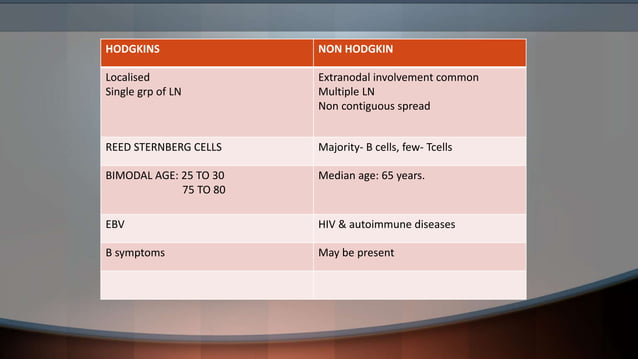 HODGKINS
NON HODGKIN
Localised
Single grp of LN
Extranodal involvement common
Multiple LN
Non contiguous spread
REED STERNBERG CELLS
Majority- B cells, few- Tcells
BIMODAL AGE: 25 TO 30
75 TO 80
Median age: 65 years.
EBV
HIV & autoimmune diseases
B symptoms
May be present